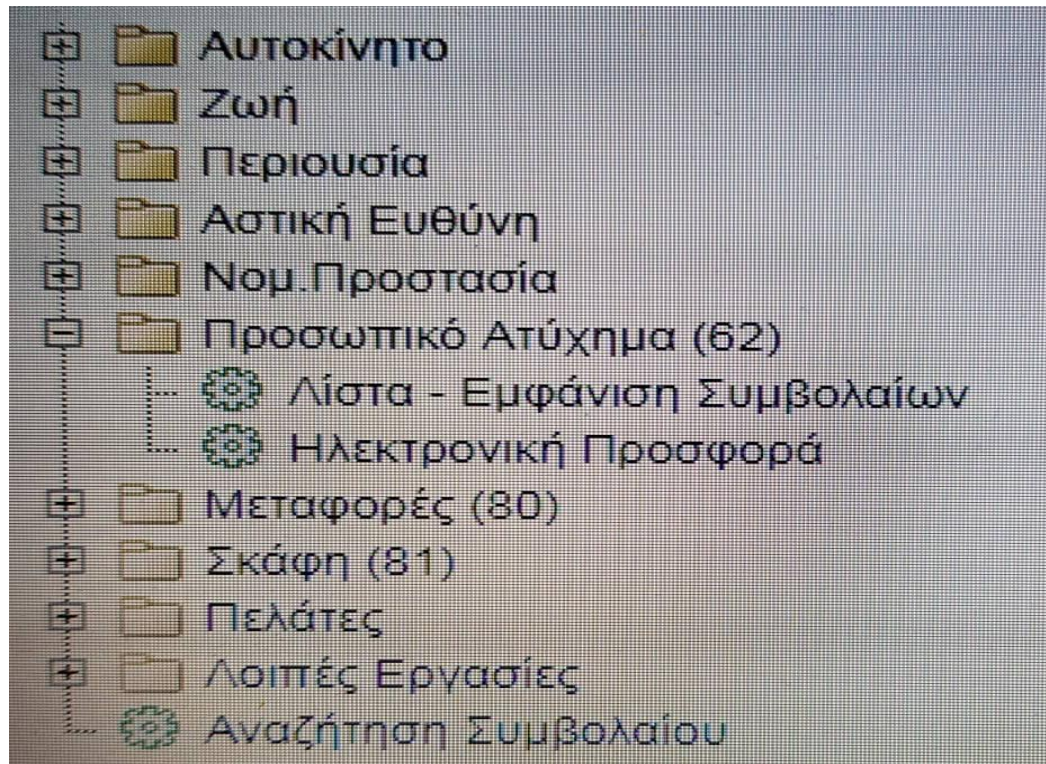 Αυτοκίνητο
Ζωή
Περιουσία
Αστική Ευθύνη
Νομ.Προστασία
Προσωπικό Ατύχημα (62)
Λίστα - Εμφάνιση Συμβολαίων
Ηλεκτρονική Προσφορά
Μεταφορές (80)
Σκάφη (81)
Πελάτες
Λοιπές Εργασίες
Αναζήτηση Συμβολαίου